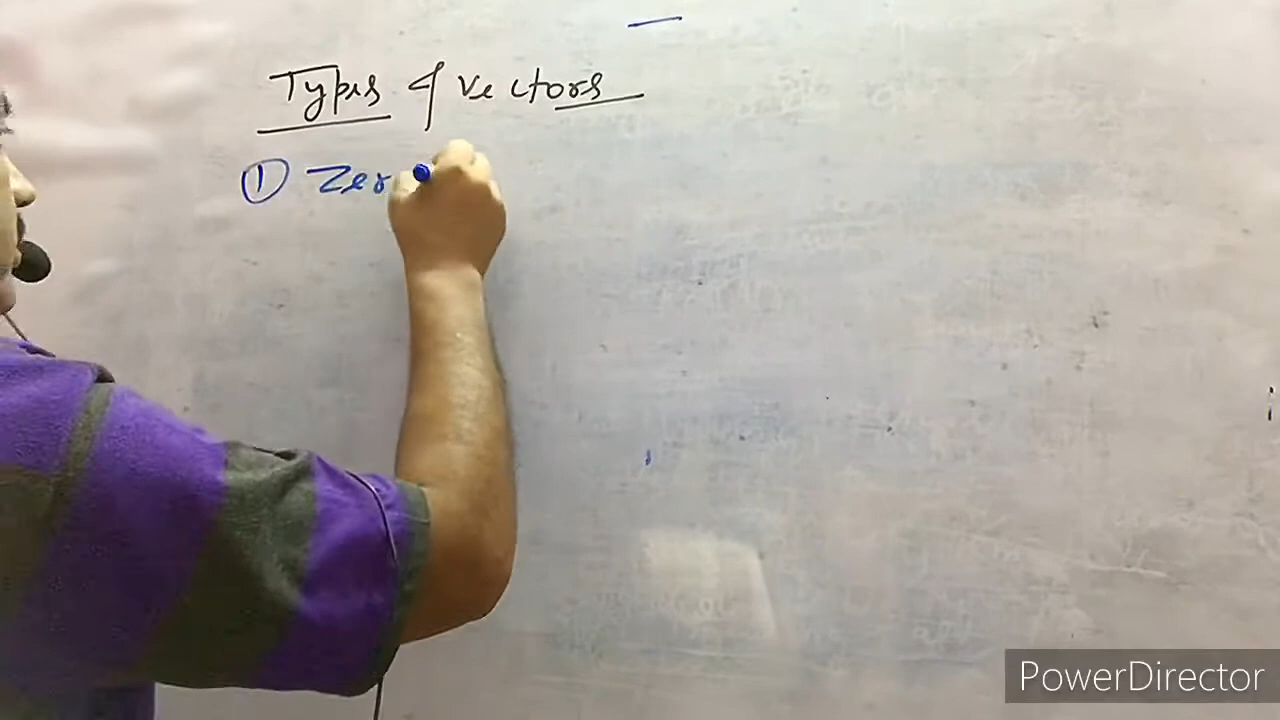 Types of vectors
① Zer
PowerDirector